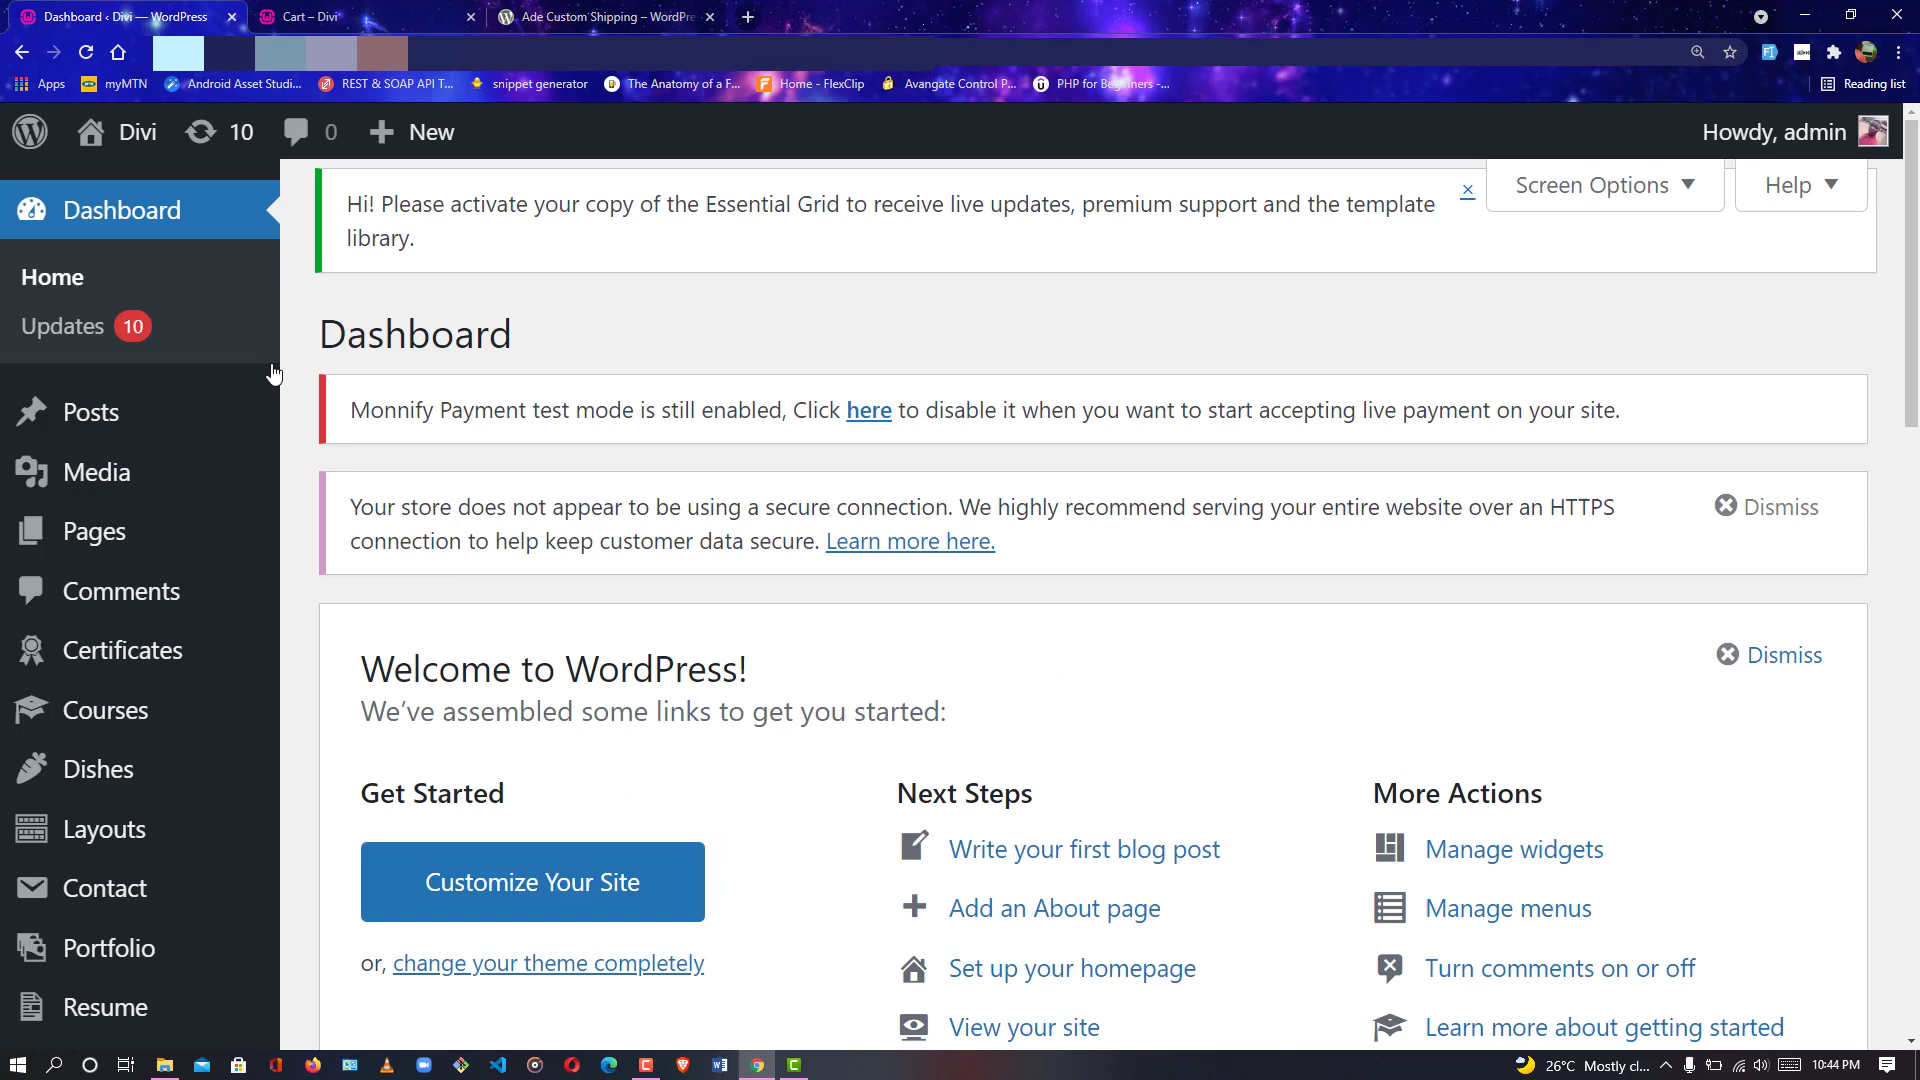 Dashboard ‹ Divi — WordPress
Cart – Divi
Ade Custom Shipping – WordPre
Apps
myMTN
Android Asset Studi...
REST & SOAP API T...
snippet generator
The Anatomy of a F...
Home - FlexClip
Avangate Control P...
PHP for Beginners -...
Reading list
Divi
10
0
New
Howdy, admin
Dashboard
Home
Updates 10
Posts
Media
Pages
Comments
Certificates
Courses
Dishes
Layouts
Contact
Portfolio
Resume
Screen Options
Help
Hi! Please activate your copy of the Essential Grid to receive live updates, premium support and the template
library.
Dashboard
Monnify Payment test mode is still enabled, Click here to disable it when you want to start accepting live payment on your site.
Your store does not appear to be using a secure connection. We highly recommend serving your entire website over an HTTPS
connection to help keep customer data secure. Learn more here.
Dismiss
Welcome to WordPress!
We've assembled some links to get you started:
Dismiss
Get Started
Customize Your Site
or, change your theme completely
Next Steps
Write your first blog post
Add an About page
Set up your homepage
View your site
More Actions
Manage widgets
Manage menus
Turn comments on or off
Learn more about getting started
26°C Mostly cl...
10:44 PM